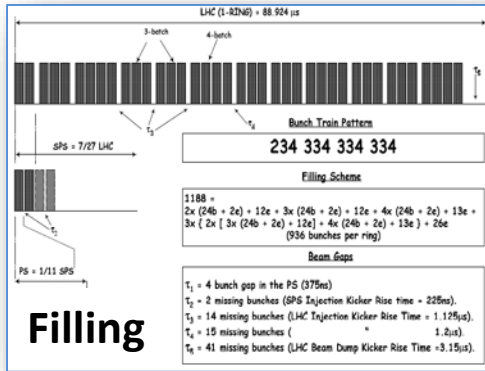 LHC (1-RING) = 88.924 μs
3-batch
4-batch
τ₃
τ₄
SPS = 7/27 LHC
τ₂
PS = 1/11 SPS
Filling
Bunch Train Pattern
234 334 334 334
Filling Scheme
1188 =
2x (24b + 2e) + 12e + 3x (24b + 2e) + 12e + 4x (24b + 2e) + 13e +
3x { 2x [ 3x (24b + 2e) + 12e] + 4x (24b + 2e) + 13e } + 26e
(936 bunches per ring)
Beam Gaps
τ₁ = 4 bunch gap in the PS (375ns)
τ₂ = 2 missing bunches (SPS Injection Kicker Rise time = 225ns).
τ₃ = 14 missing bunches (LHC Injection Kicker Rise Time = 1.125μs).
τ₄ = 15 missing bunches ( " 1.2μs).
= 41 missing bunches (LHC Beam Dump Kicker Rise Time =3.15μs).